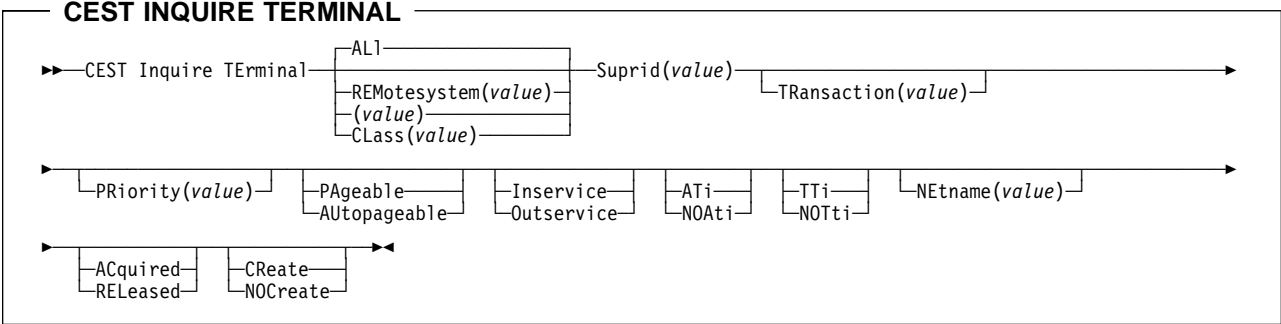 CEST INQUIRE TERMINAL
ALl
CEST Inquire TErminal Suprid(value)
REMotesystem(value) TRansaction(value)
(value)
CLass(value)
PRiority(value) PAgeable Inservice ATi TTi NEtname(value)
AUtopageable Outservice NOAti NOTti
ACquired CReate
RELeased NOCreate